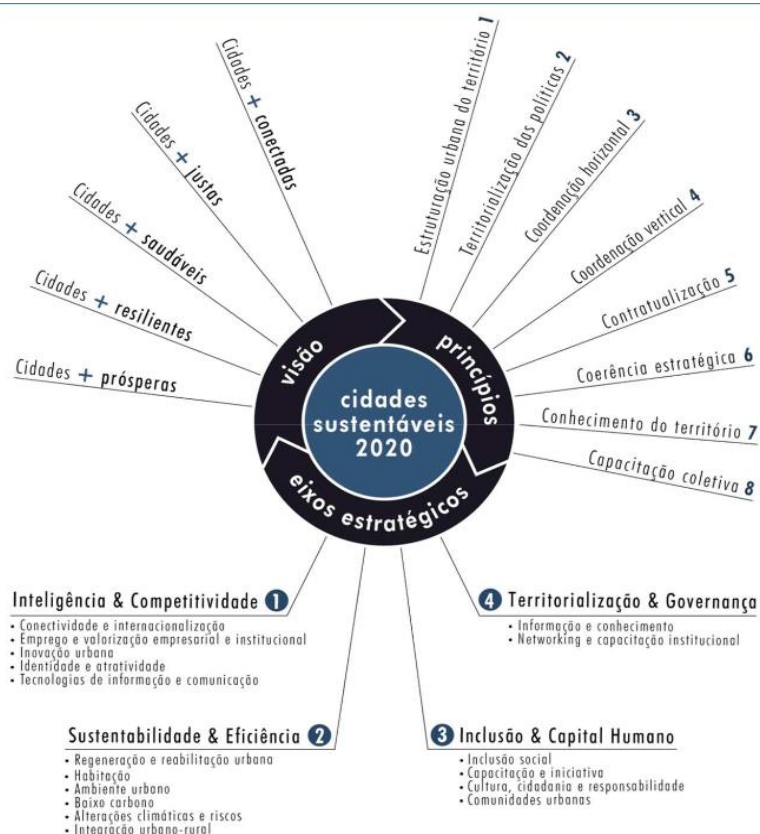 Cidades + conectadas
Cidades + justas
Cidades + saudáveis
Cidades + resilientes
Cidades + prósperas
Estruturação urbana do território 1
Territorialização das políticas 2
Coordenação horizontal 3
Coordenação vertical 4
Contratualização 5
Coerência estratégica 6
Conhecimento do território 7
Capacitação coletiva 8
visão
princípios
eixos estratégicos
cidades
sustentáveis
2020
Inteligência & Competitividade 1
• Conectividade e internacionalização
• Emprego e valorização empresarial e institucional
• Inovação urbana
• Identidade e atratividade
• Tecnologias de informação e comunicação
Sustentabilidade & Eficiência 2
• Regeneração e reabilitação urbana
• Habitação
• Ambiente urbano
• Baixo carbono
• Alterações climáticas e riscos
• Integração urbano-rural
3 Inclusão & Capital Humano
• Inclusão social
• Capacitação e iniciativa
• Cultura, cidadania e responsabilidade
• Comunidades urbanas
4 Territorialização & Governança
• Informação e conhecimento
• Networking e capacitação institucional